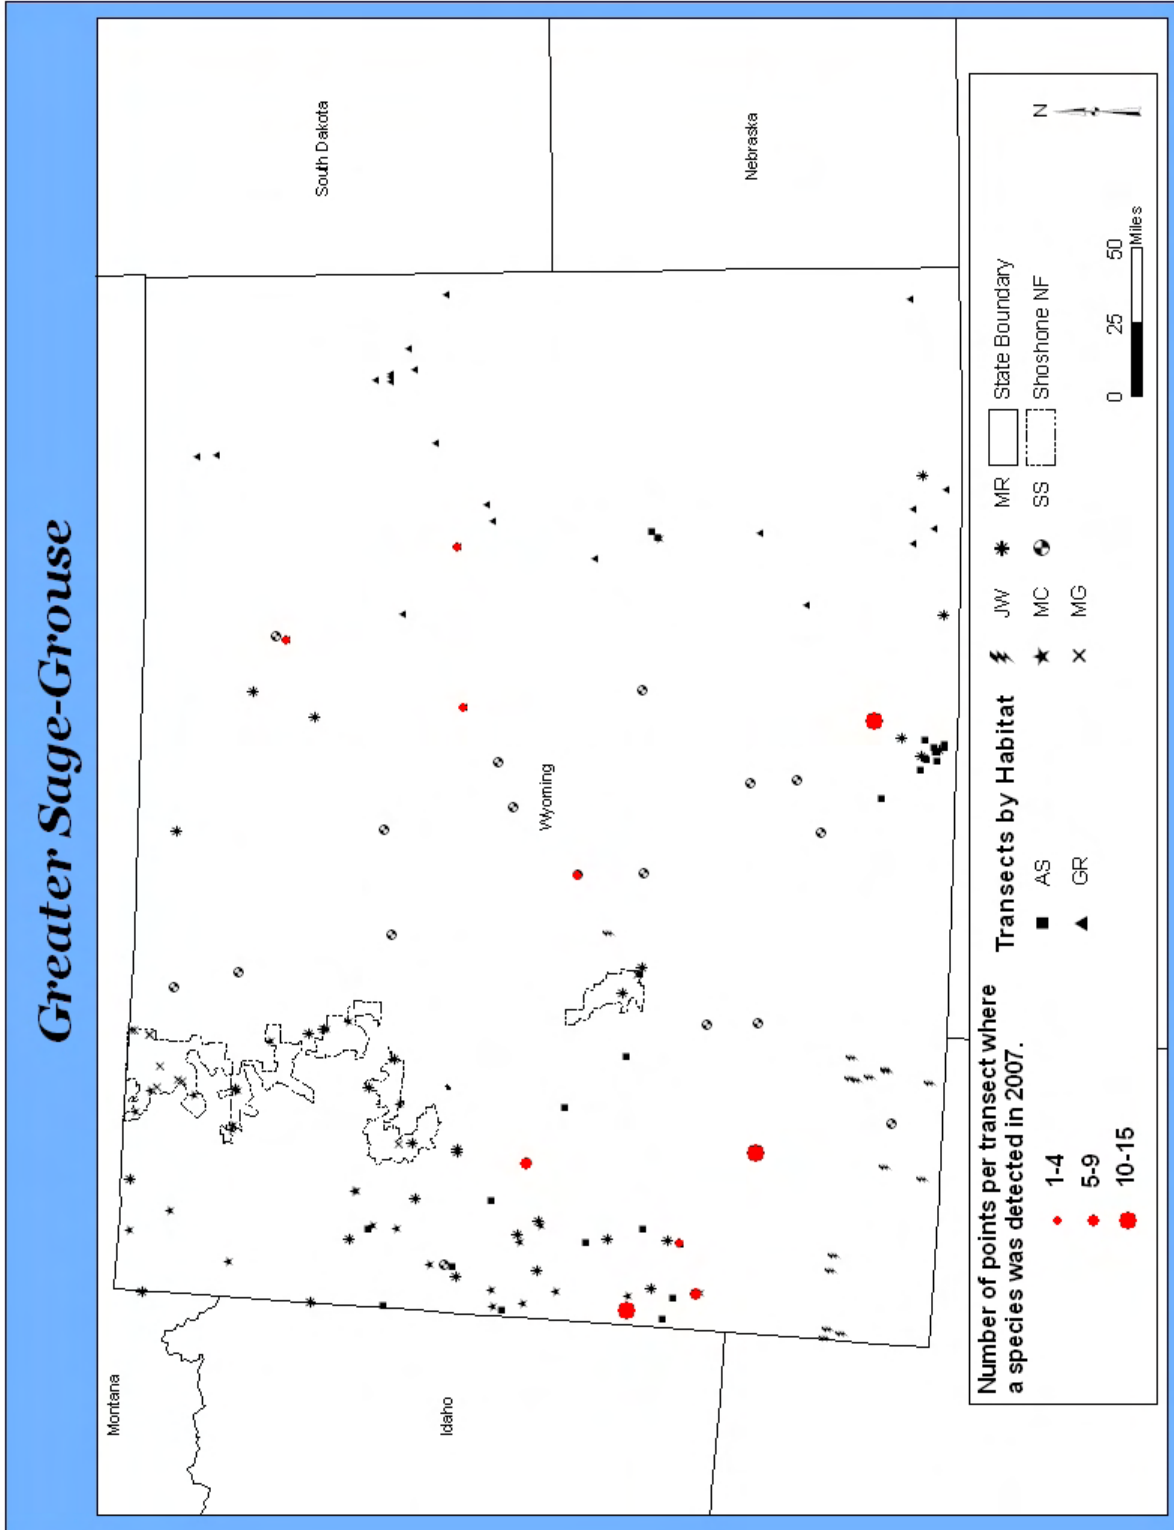 Greater Sage-Grouse
Montana
Idaho
Wyoming
South Dakota
Nebraska
Number of points per transect where
a species was detected in 2007.
1-4
5-9
10-15
Transects by Habitat
AS
GR
JW
MC
MG
MR
SS
State Boundary
Shoshone NF
0 25 50
Miles
N